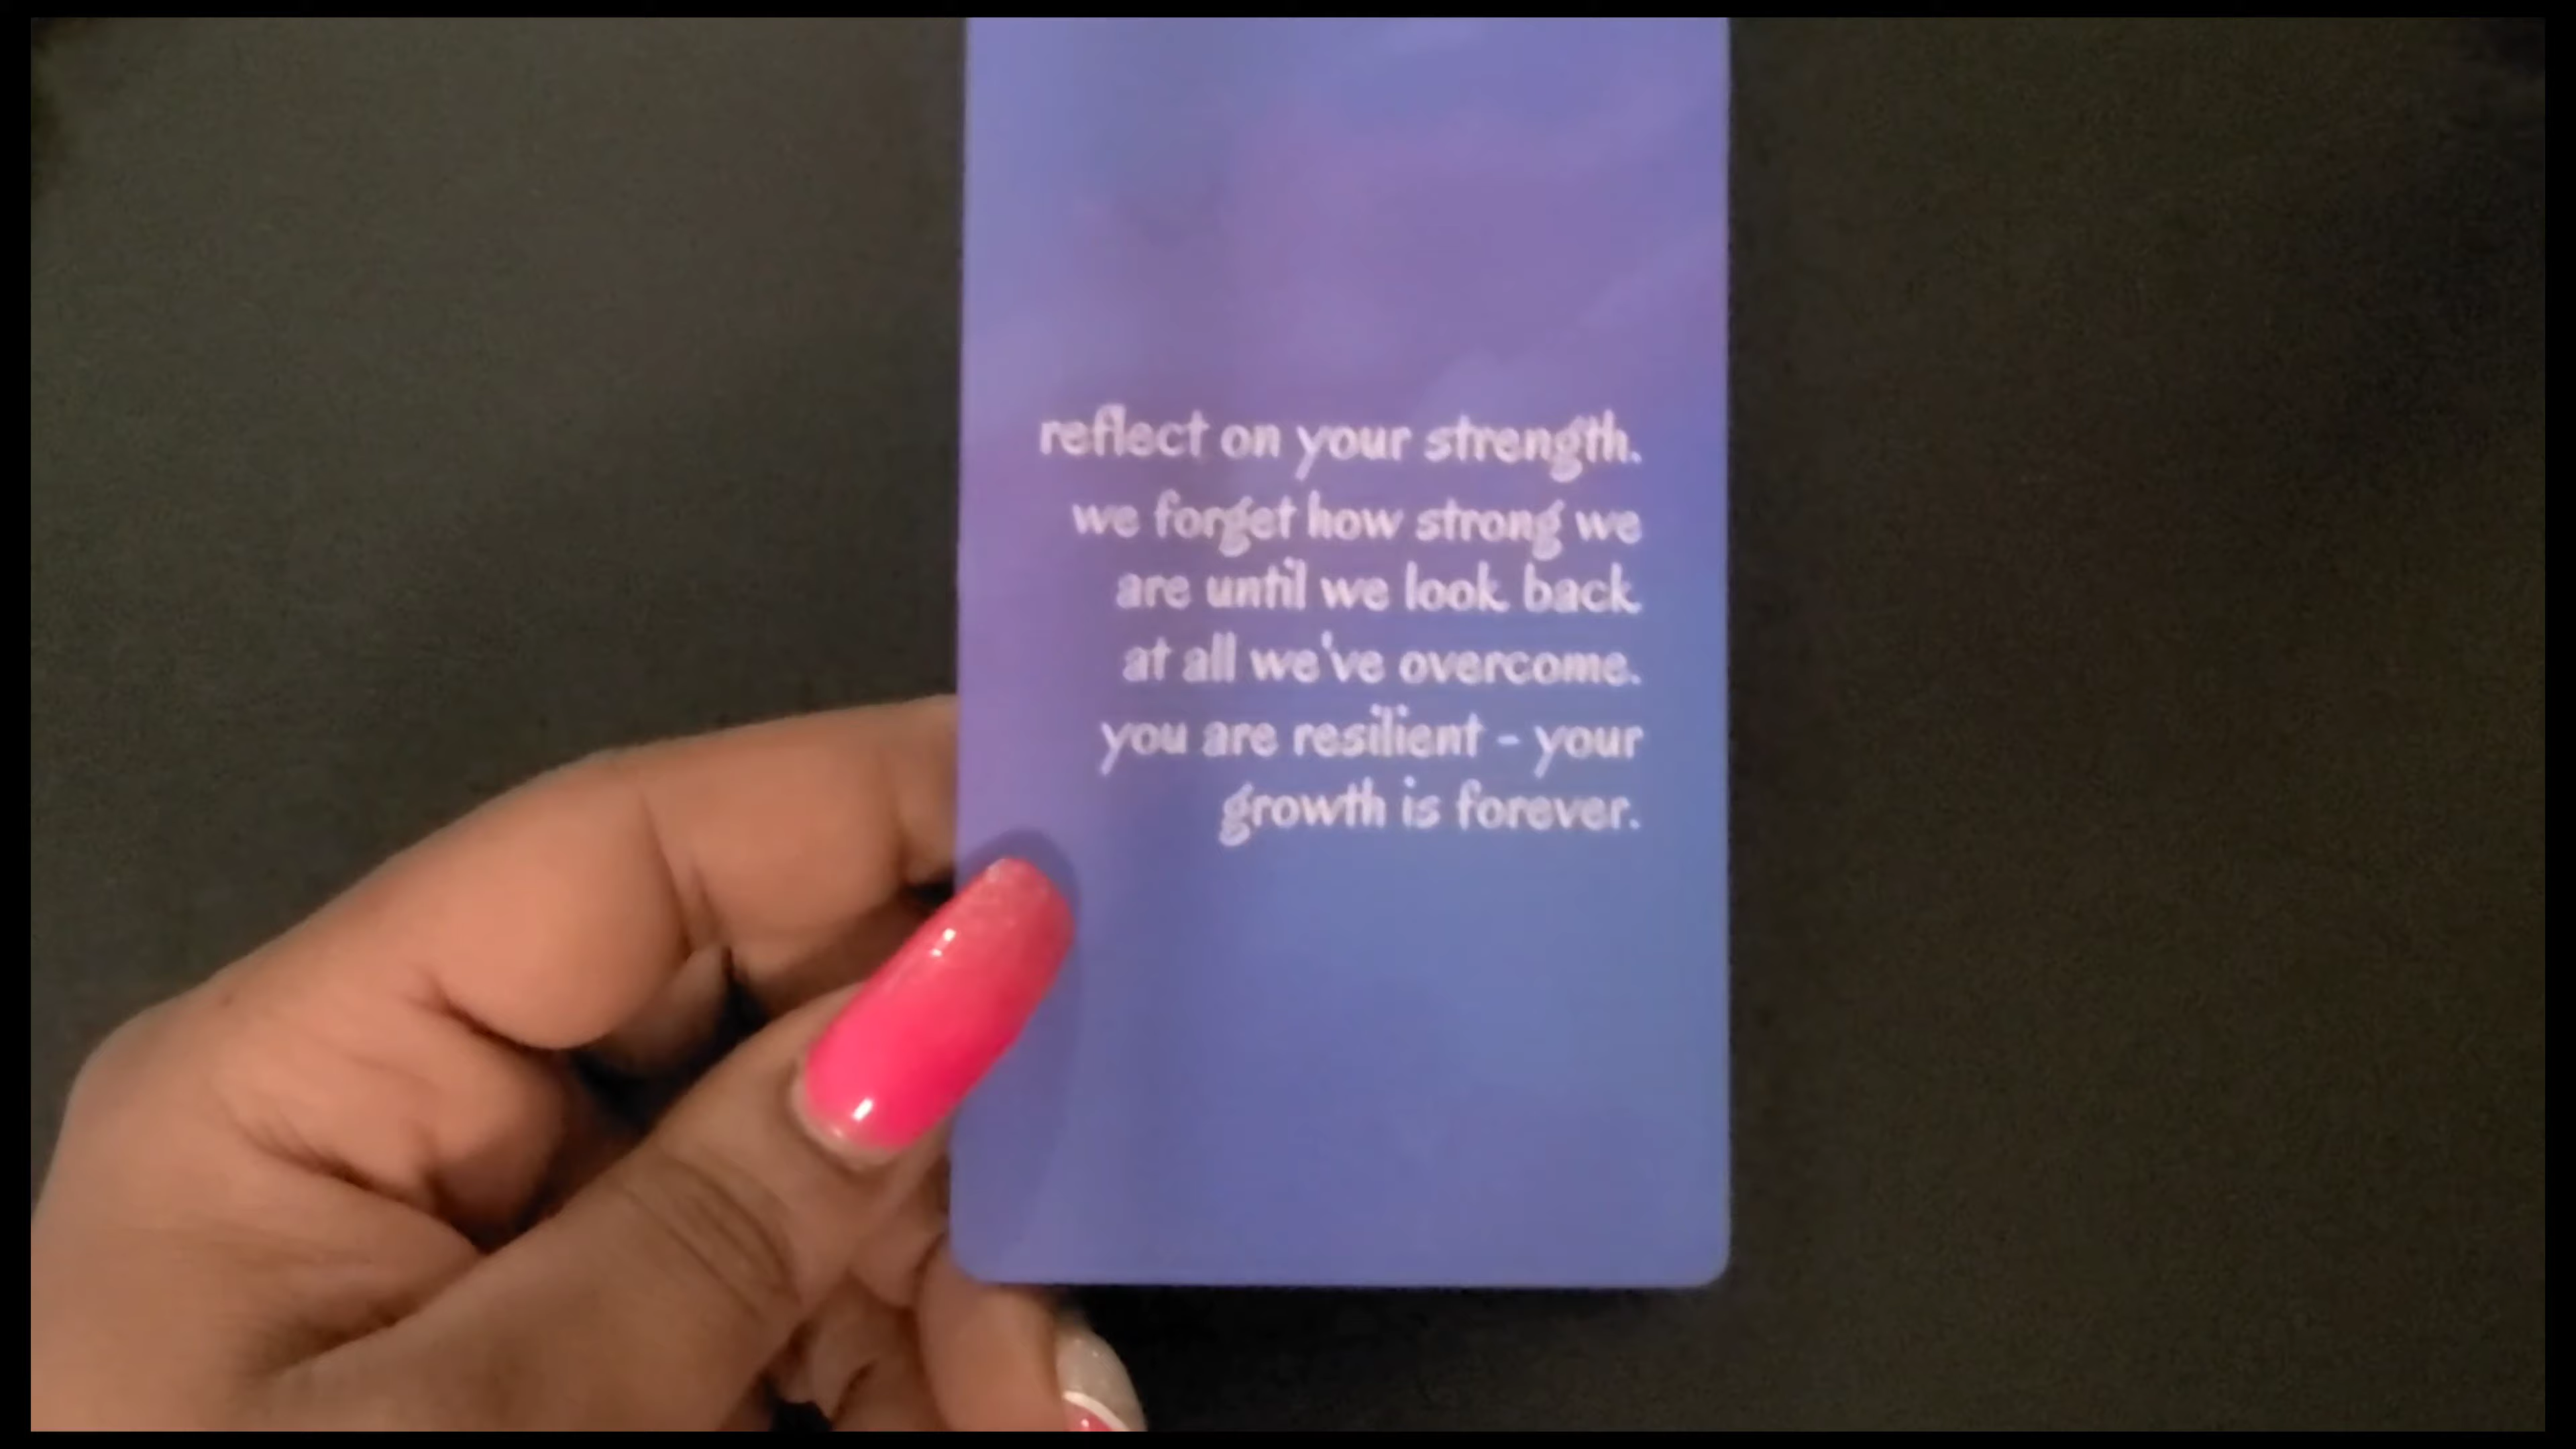 reflect on your strength.
we forget how strong we
are until we look back
at all we've overcome.
you are resilient - your
growth is forever.